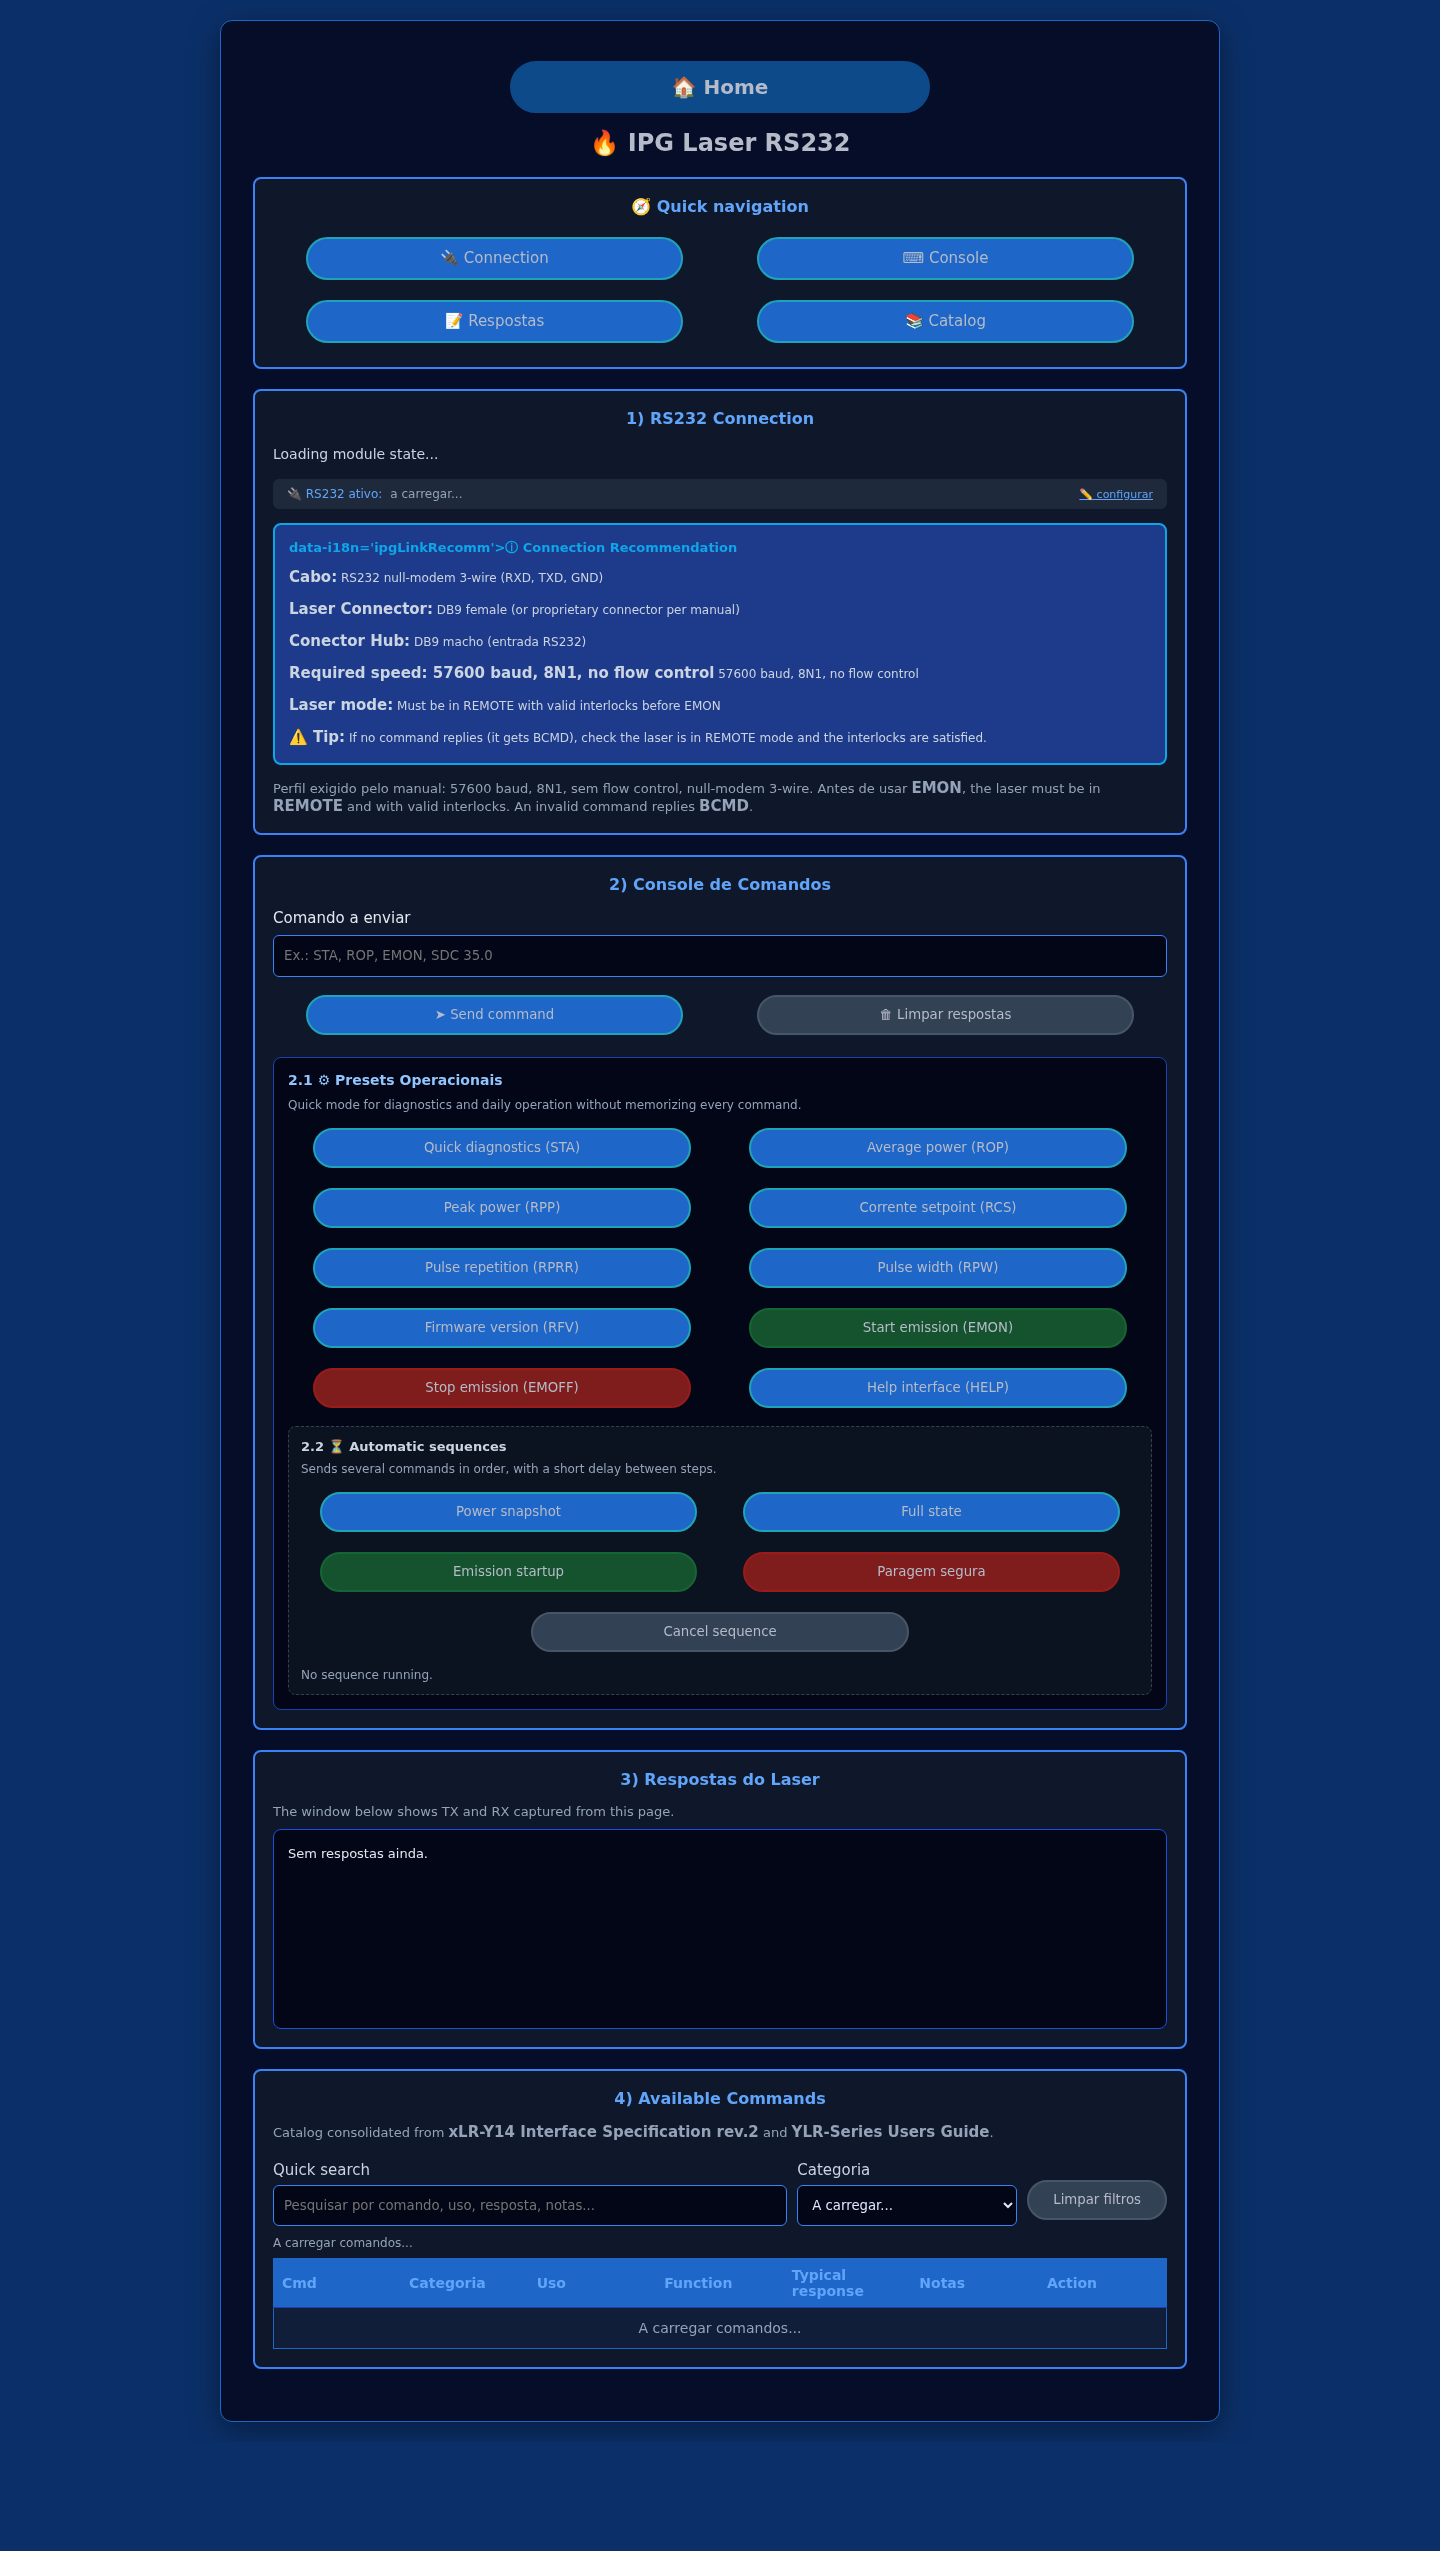 🏠 Home
🔥 IPG Laser RS232
🧭 Quick navigation
🔌 Connection
⌨ Console
📝 Respostas
📚 Catalog
1) RS232 Connection
Loading module state...
🔌 RS232 ativo: a carregar...
✏️ configurar
data-i18n='ipgLinkRecomm'>ⓘ Connection Recommendation
Cabo: RS232 null-modem 3-wire (RXD, TXD, GND)
Laser Connector: DB9 female (or proprietary connector per manual)
Conector Hub: DB9 macho (entrada RS232)
Required speed: 57600 baud, 8N1, no flow control 57600 baud, 8N1, no flow control
Laser mode: Must be in REMOTE with valid interlocks before EMON
⚠️ Tip: If no command replies (it gets BCMD), check the laser is in REMOTE mode and the interlocks are satisfied.
Perfil exigido pelo manual: 57600 baud, 8N1, sem flow control, null-modem 3-wire. Antes de usar EMON, the laser must be in
REMOTE and with valid interlocks. An invalid command replies BCMD.
2) Console de Comandos
Comando a enviar
Ex.: STA, ROP, EMON, SDC 35.0
➤ Send command
🗑 Limpar respostas
2.1 ⚙ Presets Operacionais
Quick mode for diagnostics and daily operation without memorizing every command.
Quick diagnostics (STA)
Average power (ROP)
Peak power (RPP)
Corrente setpoint (RCS)
Pulse repetition (RPRR)
Pulse width (RPW)
Firmware version (RFV)
Start emission (EMON)
Stop emission (EMOFF)
Help interface (HELP)
2.2 ⏳ Automatic sequences
Sends several commands in order, with a short delay between steps.
Power snapshot
Full state
Emission startup
Paragem segura
Cancel sequence
No sequence running.
3) Respostas do Laser
The window below shows TX and RX captured from this page.
Sem respostas ainda.
4) Available Commands
Catalog consolidated from xLR-Y14 Interface Specification rev.2 and YLR-Series Users Guide.
Quick search
Categoria
Pesquisar por comando, uso, resposta, notas...
A carregar...
Limpar filtros
A carregar comandos...
Cmd
Categoria
Uso
Function
Typical
response
Notas
Action
A carregar comandos...